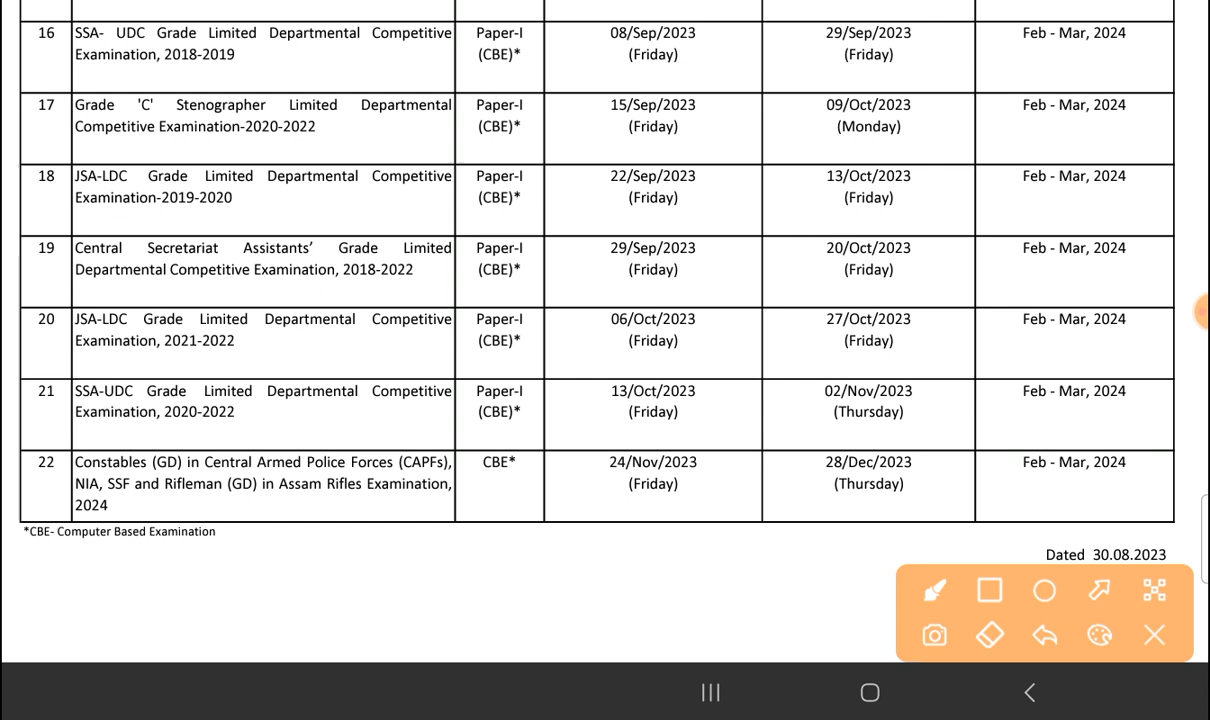 16 SSA- UDC Grade Limited Departmental Competitive Paper-I 08/Sep/2023 29/Sep/2023 Feb - Mar, 2024
Examination, 2018-2019 (CBE)* (Friday) (Friday)
17 Grade 'C' Stenographer Limited Departmental Paper-I 15/Sep/2023 09/Oct/2023 Feb - Mar, 2024
Competitive Examination-2020-2022 (CBE)* (Friday) (Monday)
18 JSA-LDC Grade Limited Departmental Competitive Paper-I 22/Sep/2023 13/Oct/2023 Feb - Mar, 2024
Examination-2019-2020 (CBE)* (Friday) (Friday)
19 Central Secretariat Assistants’ Grade Limited Paper-I 29/Sep/2023 20/Oct/2023 Feb - Mar, 2024
Departmental Competitive Examination, 2018-2022 (CBE)* (Friday) (Friday)
20 JSA-LDC Grade Limited Departmental Competitive Paper-I 06/Oct/2023 27/Oct/2023 Feb - Mar, 2024
Examination, 2021-2022 (CBE)* (Friday) (Friday)
21 SSA-UDC Grade Limited Departmental Competitive Paper-I 13/Oct/2023 02/Nov/2023 Feb - Mar, 2024
Examination, 2020-2022 (CBE)* (Friday) (Thursday)
22 Constables (GD) in Central Armed Police Forces (CAPFs), CBE* 24/Nov/2023 28/Dec/2023 Feb - Mar, 2024
NIA, SSF and Rifleman (GD) in Assam Rifles Examination, (Friday) (Thursday)
2024
*CBE- Computer Based Examination
Dated 30.08.2023